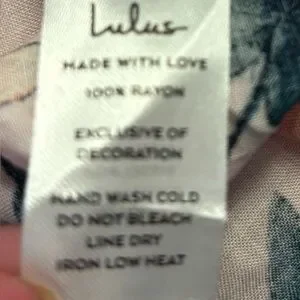 Lulus
MADE WITH LOVE
100% RAYON
EXCLUSIVE OF
DECORATION
HAND WASH COLD
DO NOT BLEACH
LINE DRY
IRON LOW HEAT